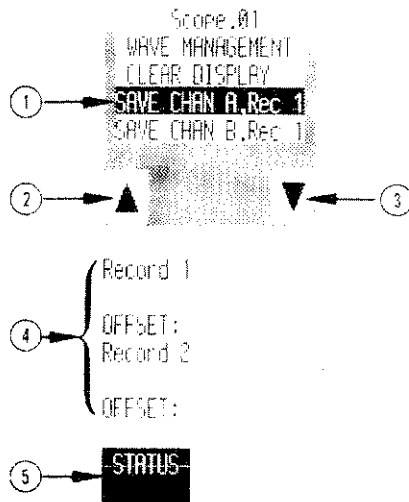 Scope.01
WAVE MANAGEMENT
CLEAR DISPLAY
1
SAVE CHAN A,Rec 1
SAVE CHAN B,Rec 1
2
3
Record 1
OFFSET:
4
Record 2
OFFSET:
5
STATUS